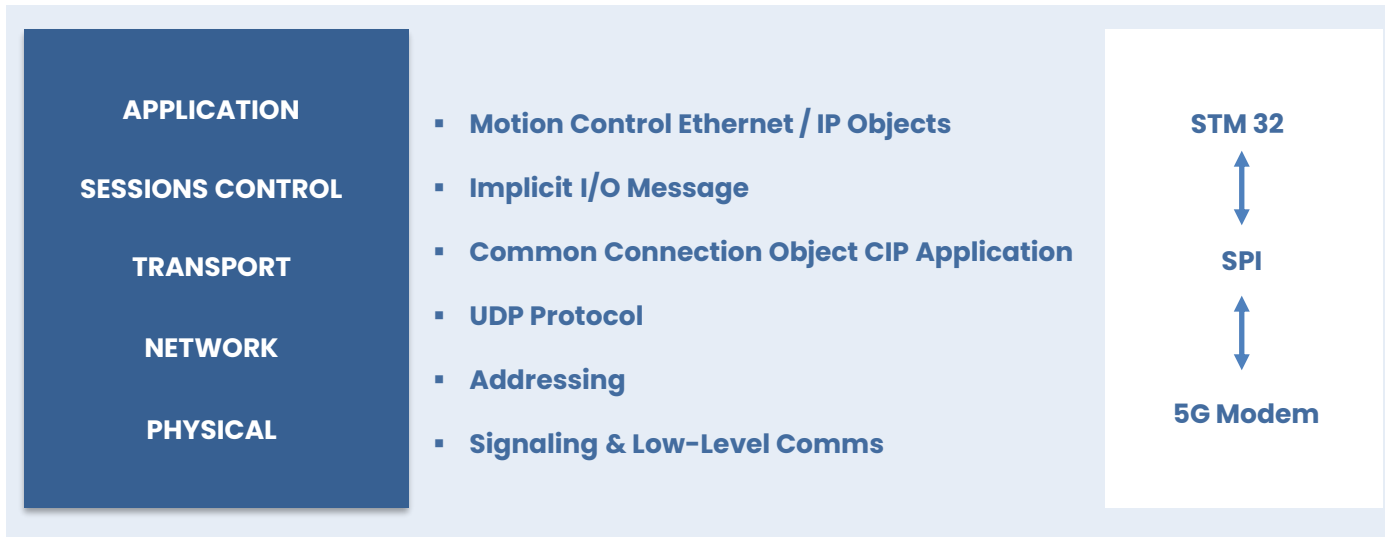 APPLICATION
SESSIONS CONTROL
TRANSPORT
NETWORK
PHYSICAL
▪ Motion Control Ethernet / IP Objects
▪ Implicit I/O Message
▪ Common Connection Object CIP Application
▪ UDP Protocol
▪ Addressing
▪ Signaling & Low-Level Comms
STM 32
SPI
5G Modem